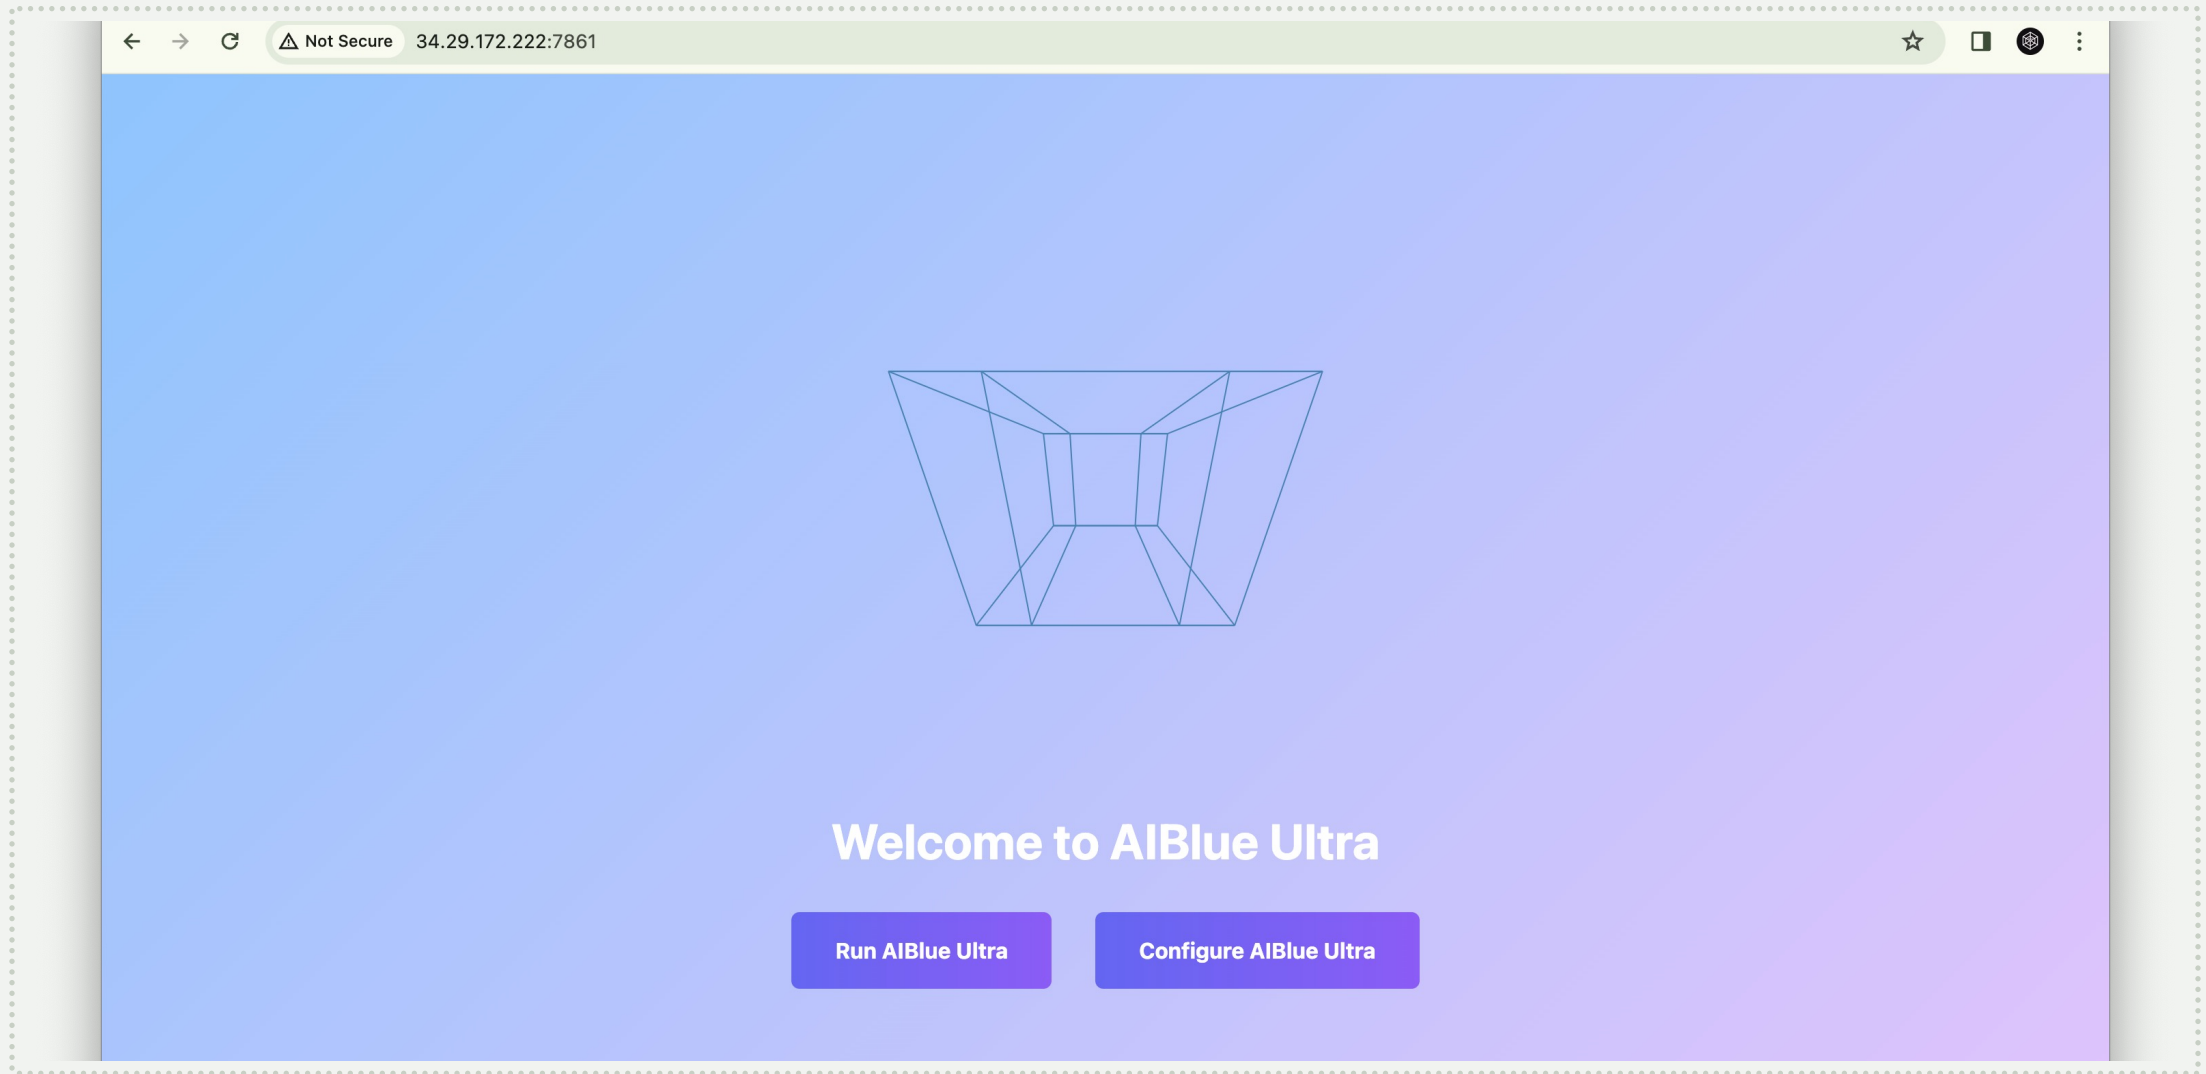 Not Secure 34.29.172.222:7861
Welcome to AIBlue Ultra
Run AIBlue Ultra Configure AIBlue Ultra